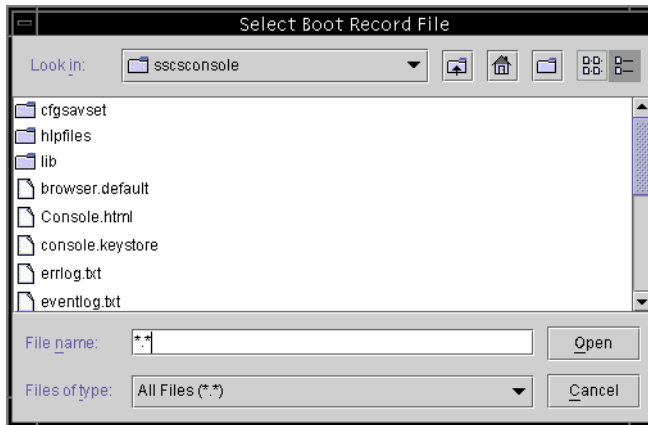 Select Boot Record File
Look in: sscsconsole
cfgsavset
hlpfiles
lib
browser.default
Console.html
console.keystore
errlog.txt
eventlog.txt
File name: *.* Open
Files of type: All Files (*.*) Cancel